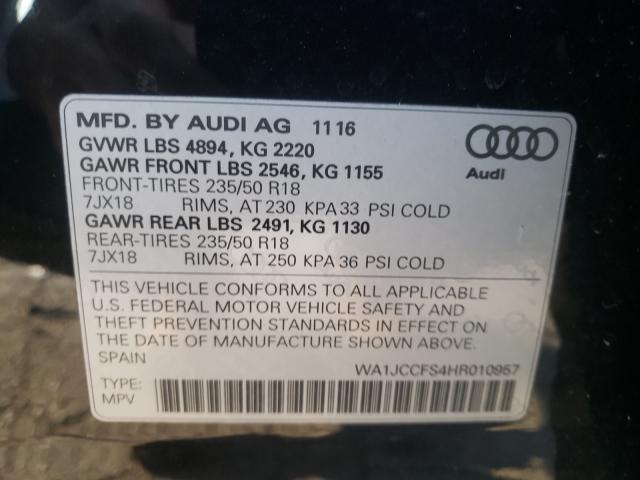 MFD. BY AUDI AG 11 16
GVWR LBS 4894, KG 2220
GAWR FRONT LBS 2546, KG 1155
FRONT-TIRES 235/50 R18
7JX18 RIMS, AT 230 KPA 33 PSI COLD
GAWR REAR LBS 2491, KG 1130
REAR-TIRES 235/50 R18
7JX18 RIMS, AT 250 KPA 36 PSI COLD
Audi
THIS VEHICLE CONFORMS TO ALL APPLICABLE
U.S. FEDERAL MOTOR VEHICLE SAFETY AND
THEFT PREVENTION STANDARDS IN EFFECT ON
THE DATE OF MANUFACTURE SHOWN ABOVE.
SPAIN WA1JCCFS4HR010957
TYPE:
MPV